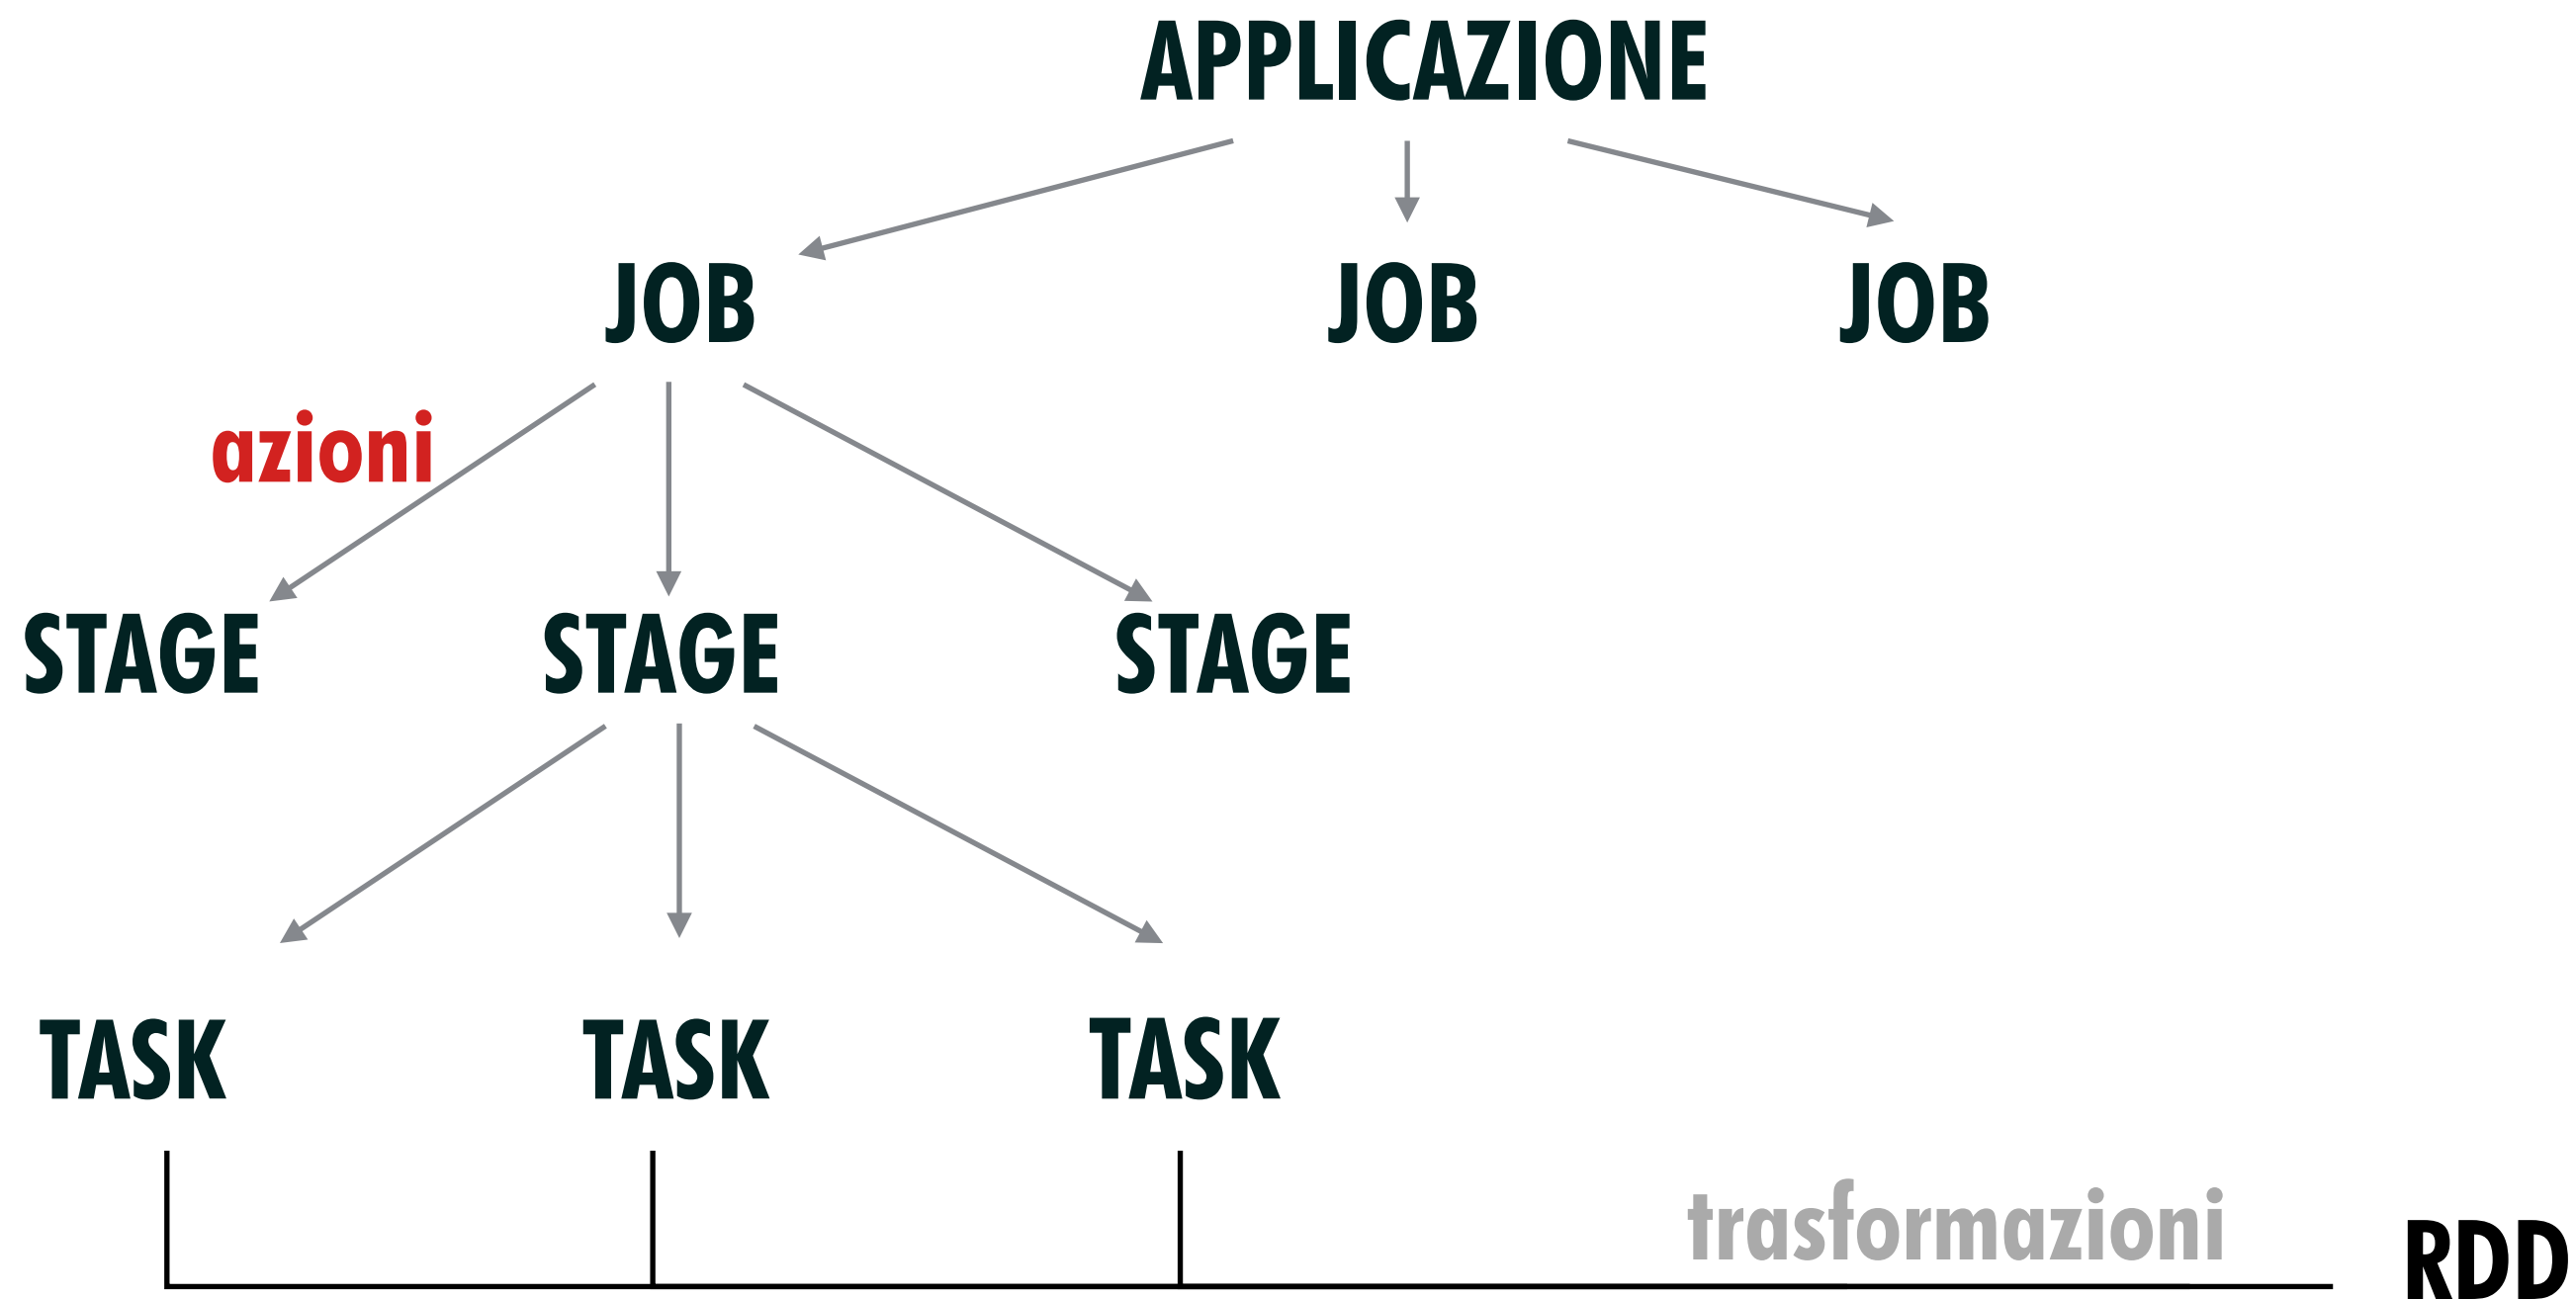 APPLICAZIONE
JOB JOB JOB
azioni
STAGE STAGE STAGE
TASK TASK TASK
trasformazioni
RDD